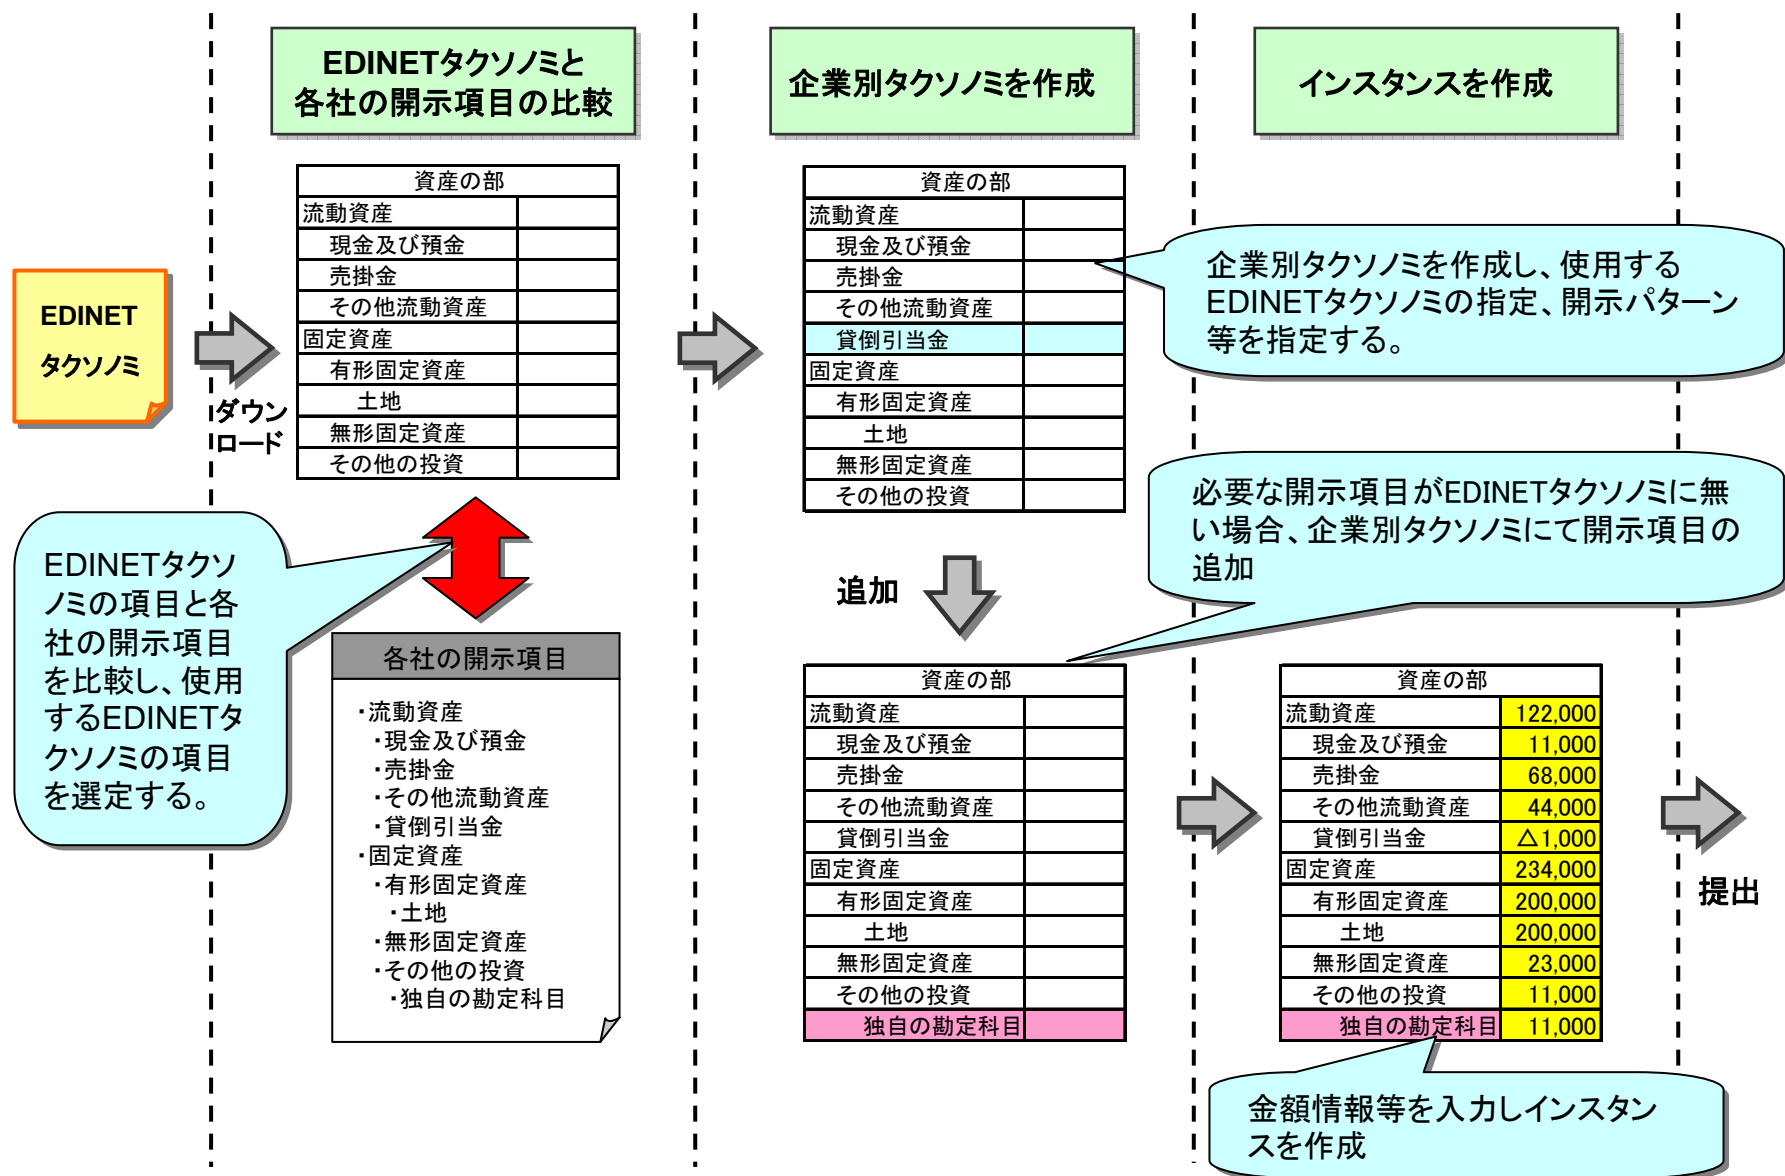 EDINET
タクソノミ
ダウン
ロード
EDINETタクソノミと
各社の開示項目の比較
資産の部
流動資産
現金及び預金
売掛金
その他流動資産
固定資産
有形固定資産
土地
無形固定資産
その他の投資
EDINETタクソ
ノミの項目と各
社の開示項目
を比較し、使用
するEDINETタ
クソノミの項目
を選定する。
各社の開示項目
・流動資産
・現金及び預金
・売掛金
・その他流動資産
・貸倒引当金
・固定資産
・有形固定資産
・土地
・無形固定資産
・その他の投資
・独自の勘定科目
企業別タクソノミを作成
資産の部
流動資産
現金及び預金
売掛金
その他流動資産
貸倒引当金
固定資産
有形固定資産
土地
無形固定資産
その他の投資
企業別タクソノミを作成し、使用する
EDINETタクソノミの指定、開示パターン
等を指定する。
追加
必要な開示項目がEDINETタクソノミに無
い場合、企業別タクソノミにて開示項目の
追加
資産の部
流動資産
現金及び預金
売掛金
その他流動資産
貸倒引当金
固定資産
有形固定資産
土地
無形固定資産
その他の投資
独自の勘定科目
インスタンスを作成
資産の部
流動資産 122,000
現金及び預金 11,000
売掛金 68,000
その他流動資産 44,000
貸倒引当金 △1,000
固定資産 234,000
有形固定資産 200,000
土地 200,000
無形固定資産 23,000
その他の投資 11,000
独自の勘定科目 11,000
金額情報等を入力しインスタン
スを作成
提出